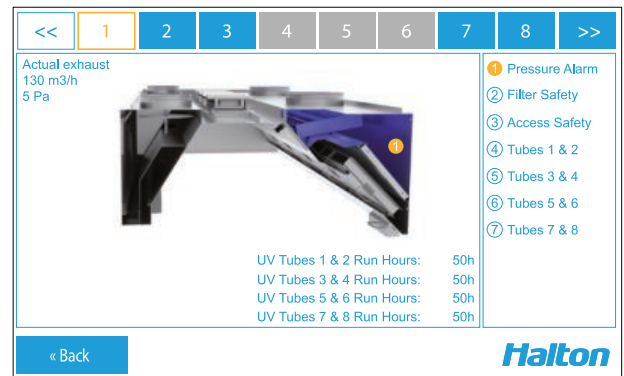 << 1 2 3 4 5 6 7 8 >>
Actual exhaust
130 m3/h
5 Pa
1
UV Tubes 1 & 2 Run Hours: 50h
UV Tubes 3 & 4 Run Hours: 50h
UV Tubes 5 & 6 Run Hours: 50h
UV Tubes 7 & 8 Run Hours: 50h
1 Pressure Alarm
2 Filter Safety
3 Access Safety
4 Tubes 1 & 2
5 Tubes 3 & 4
6 Tubes 5 & 6
7 Tubes 7 & 8
« Back
Halton